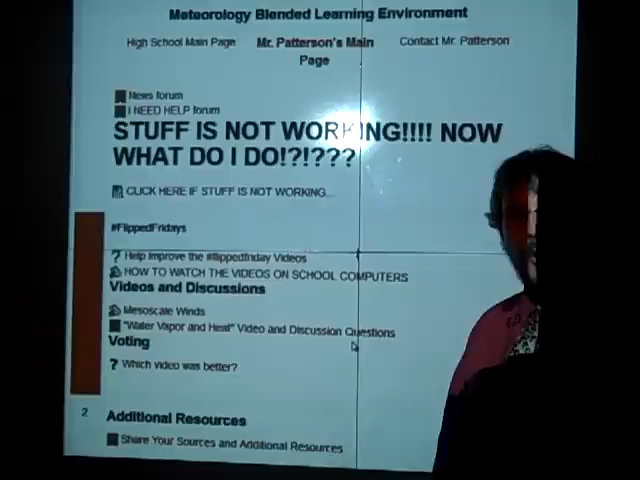 Meteorology Blended Learning Environment
High School Main Page Mr. Patterson's Main Contact Mr. Patterson
Page
News forum
I NEED HELP forum
STUFF IS NOT WORKING!!!! NOW
WHAT DO I DO!?!???
CLICK HERE IF STUFF IS NOT WORKING...
#FlippedFridays
? Help improve the #flippedfriday Videos
HOW TO WATCH THE VIDEOS ON SCHOOL COMPUTERS
Videos and Discussions
Mesoscale Winds
"Water Vapor and Heat" Video and Discussion Questions
Voting
? Which video was better?
2 Additional Resources
Share Your Sources and Additional Resources